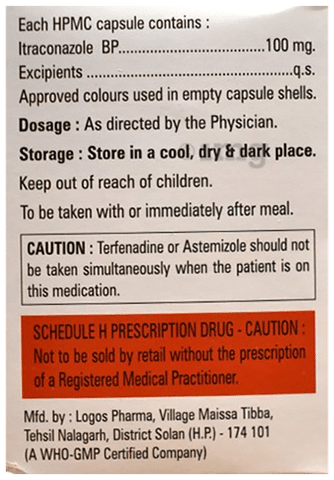 Each HPMC capsule contains :
Itraconazole BP..................................100 mg.
Excipients ...............................................q.s.
Approved colours used in empty capsule shells.
Dosage : As directed by the Physician.
Storage : Store in a cool, dry & dark place.
Keep out of reach of children.
To be taken with or immediately after meal.
CAUTION : Terfenadine or Astemizole should not
be taken simultaneously when the patient is on
this medication.
SCHEDULE H PRESCRIPTION DRUG - CAUTION :
Not to be sold by retail without the prescription
of a Registered Medical Practitioner.
Mfd. by : Logos Pharma, Village Maissa Tibba,
Tehsil Nalagarh, District Solan (H.P.) - 174 101
(A WHO-GMP Certified Company)